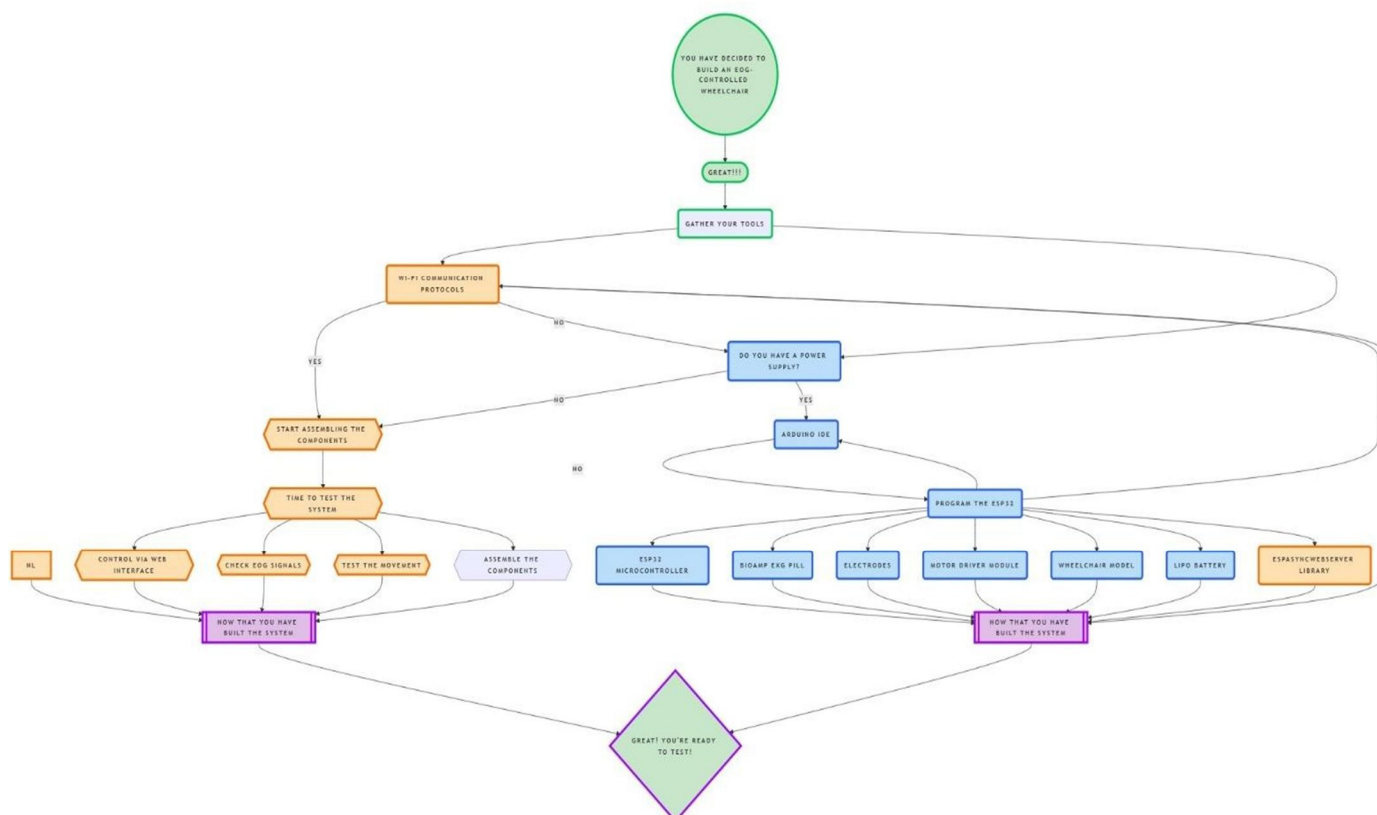 YOU HAVE DECIDED TO
BUILD AN EOG-
CONTROLLED
WHEELCHAIR
GREAT!!!
GATHER YOUR TOOLS
WI-FI COMMUNICATION
PROTOCOLS
NO
YES
DO YOU HAVE A POWER
SUPPLY?
NO
YES
START ASSEMBLING THE
COMPONENTS
ARDUINO IDE
NO
TIME TO TEST THE
SYSTEM
PROGRAM THE ESP32
NL
CONTROL VIA WEB
INTERFACE
CHECK EOG SIGNALS
TEST THE MOVEMENT
ASSEMBLE THE
COMPONENTS
ESP32
MICROCONTROLLER
BIOAMP EXG PILL
ELECTRODES
MOTOR DRIVER MODULE
WHEELCHAIR MODEL
LIPO BATTERY
ESPASYNCWEBSERVER
LIBRARY
NOW THAT YOU HAVE
BUILT THE SYSTEM
NOW THAT YOU HAVE
BUILT THE SYSTEM
GREAT! YOU'RE READY
TO TEST!